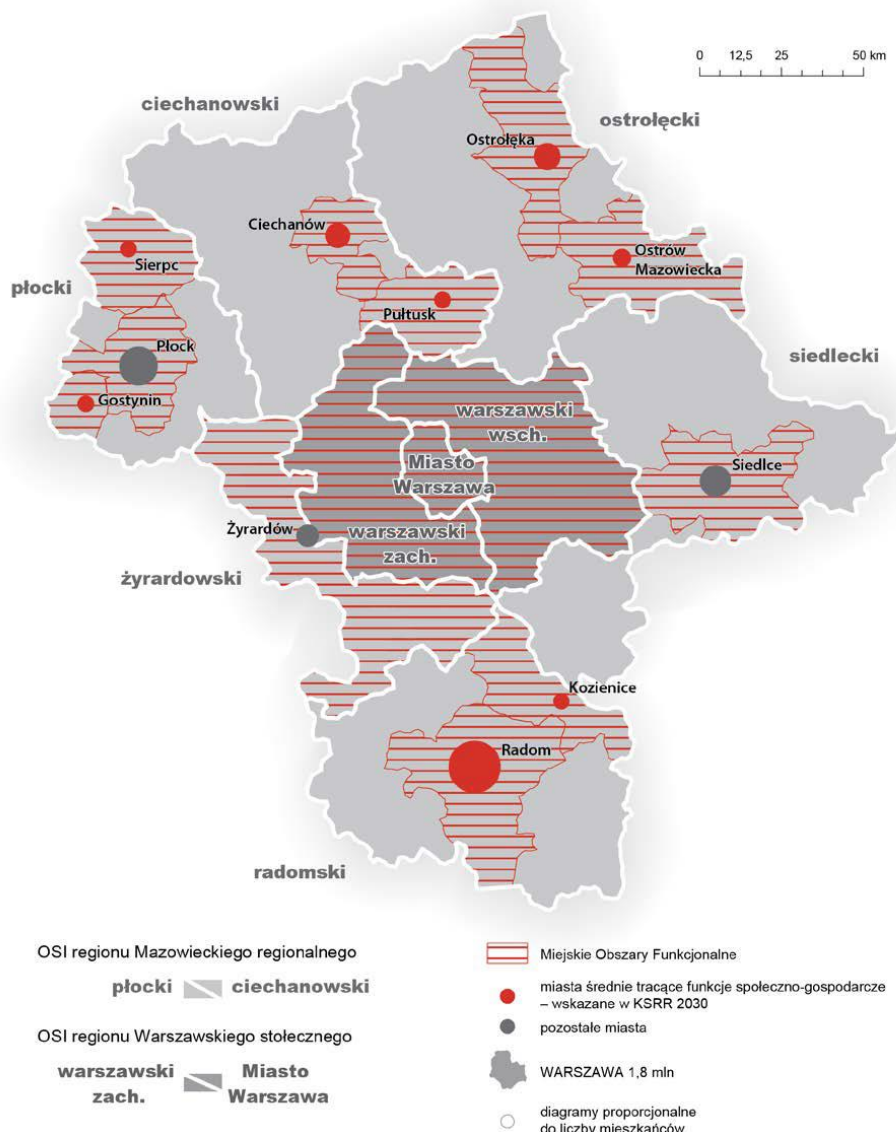 0 12,5 25 50 km
ciechanowski
ostrołęcki
Ostrołęka
Ciechanów
Ostrów
Mazowiecka
Sierpc
płocki
Pułtusk
Płock
siedlecki
Gostynin
warszawski
wsch.
Miasto
Warszawa
Siedlce
Żyrardów
warszawski
zach.
żyrardowski
Kozienice
Radom
radomski
OSI regionu Mazowieckiego regionalnego
płocki ciechanowski
OSI regionu Warszawskiego stołecznego
warszawski
zach.
Miasto
Warszawa
Miejskie Obszary Funkcjonalne
miasta średnie tracące funkcje społeczno-gospodarcze
– wskazane w KSRR 2030
pozostałe miasta
WARSZAWA 1,8 mln
diagramy proporcjonalne
do liczby mieszkańców